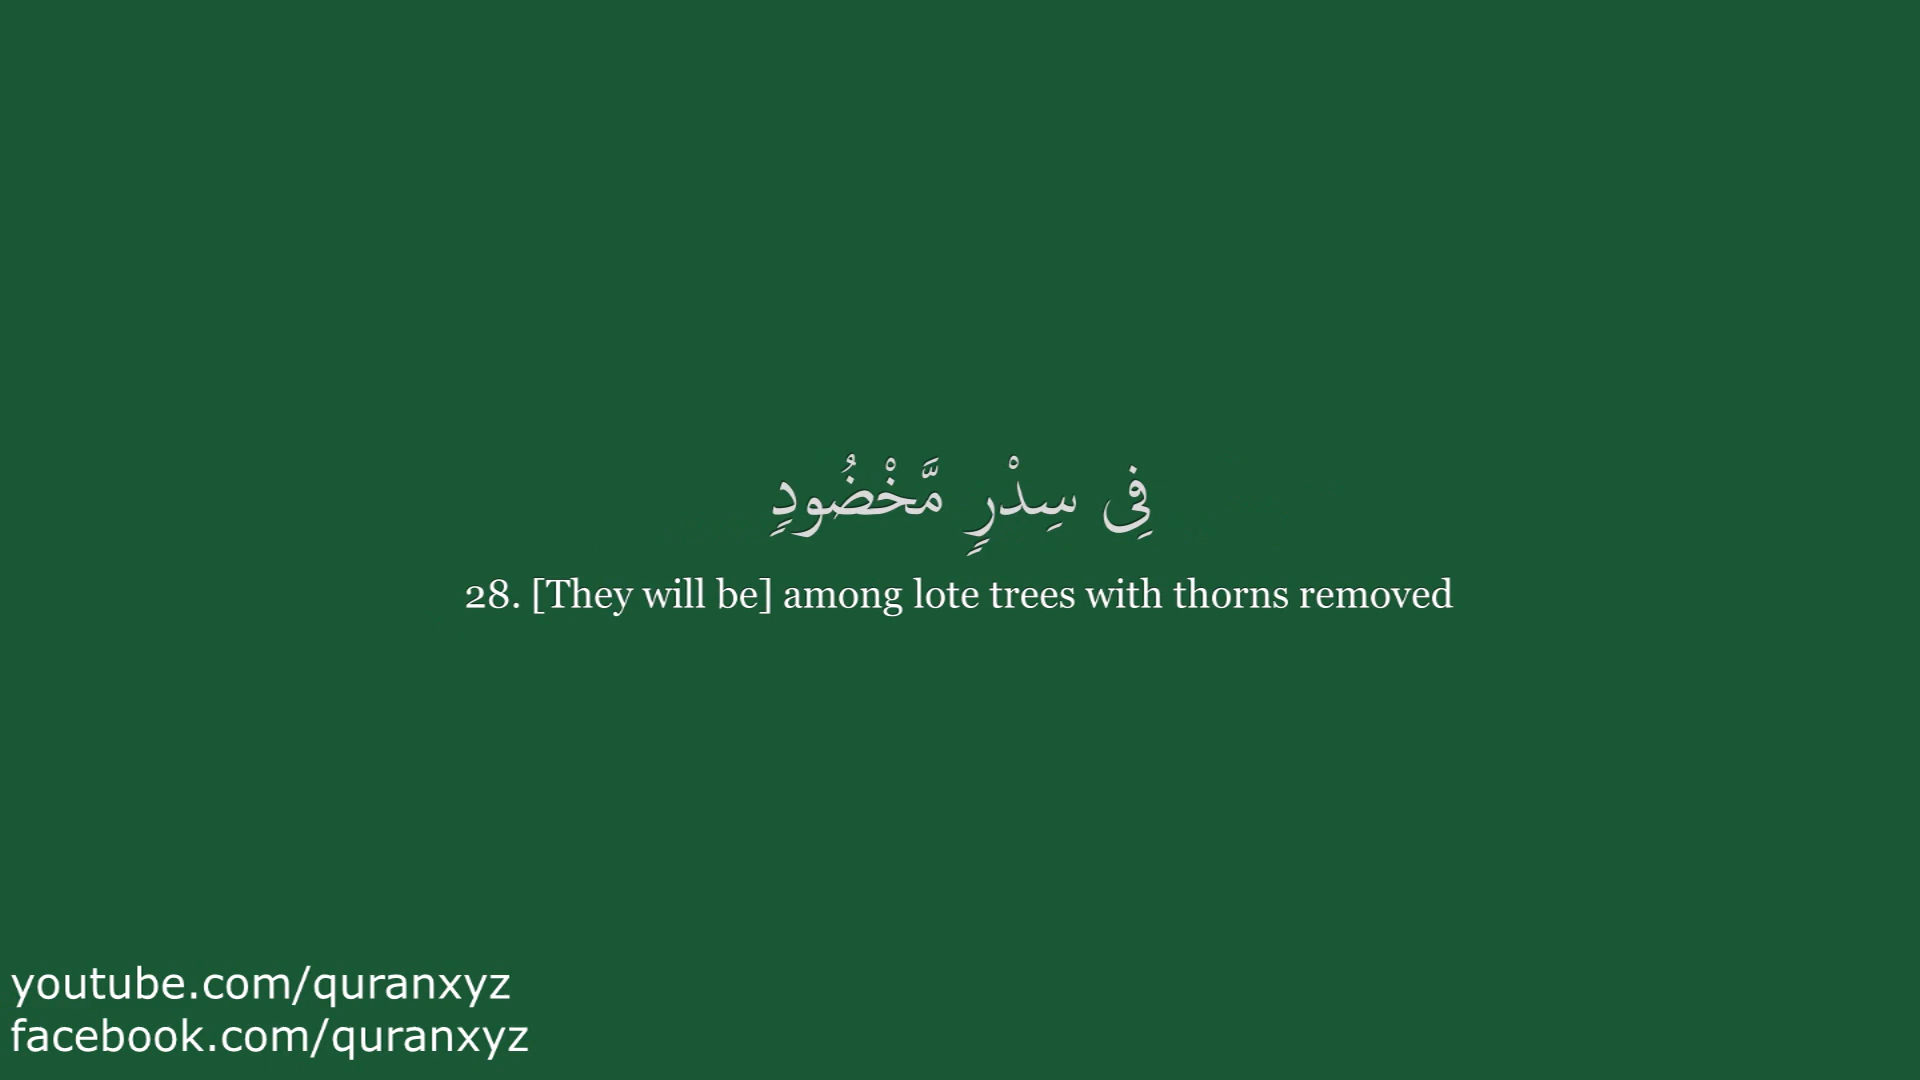 فِى سِدْرٍ مَّخْضُودٍ
28. [They will be] among lote trees with thorns removed
youtube.com/quranxyz
facebook.com/quranxyz